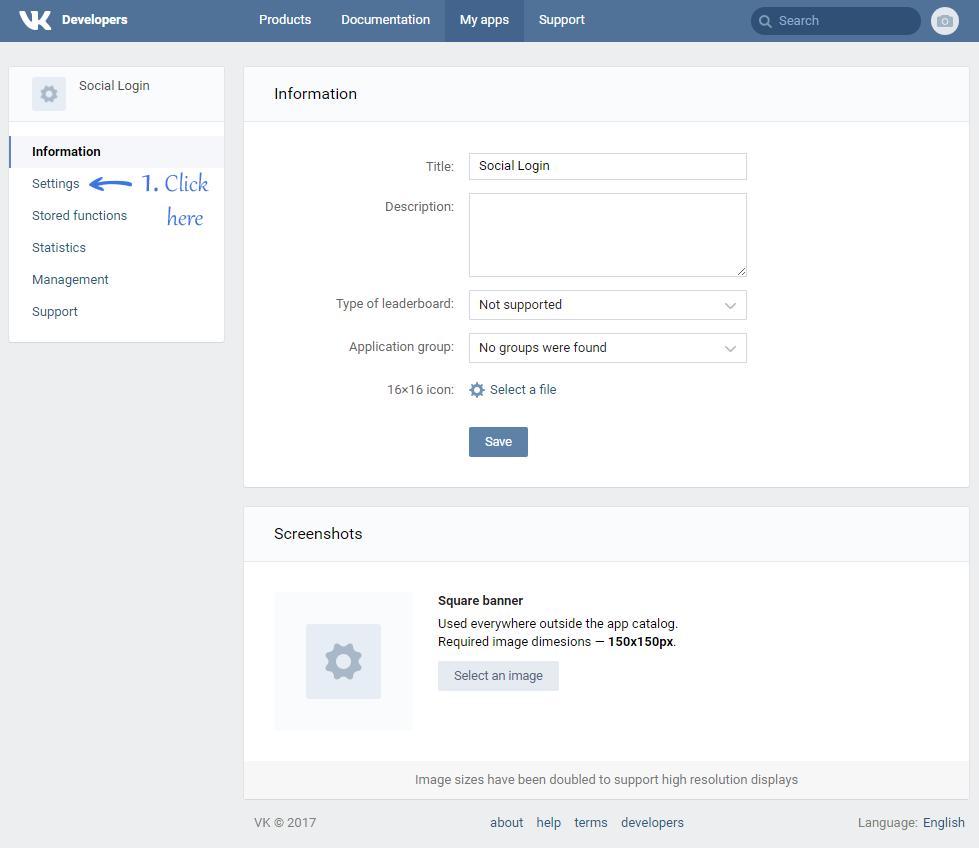 VK Developers Products Documentation My apps Support Search
Social Login
Information
Settings
1. Click
here
Stored functions
Statistics
Management
Support
Information
Title: Social Login
Description:
Type of leaderboard: Not supported
Application group: No groups were found
16×16 icon: Select a file
Save
Screenshots
Square banner
Used everywhere outside the app catalog.
Required image dimesions — 150x150px.
Select an image
Image sizes have been doubled to support high resolution displays
VK © 2017 about help terms developers Language: English